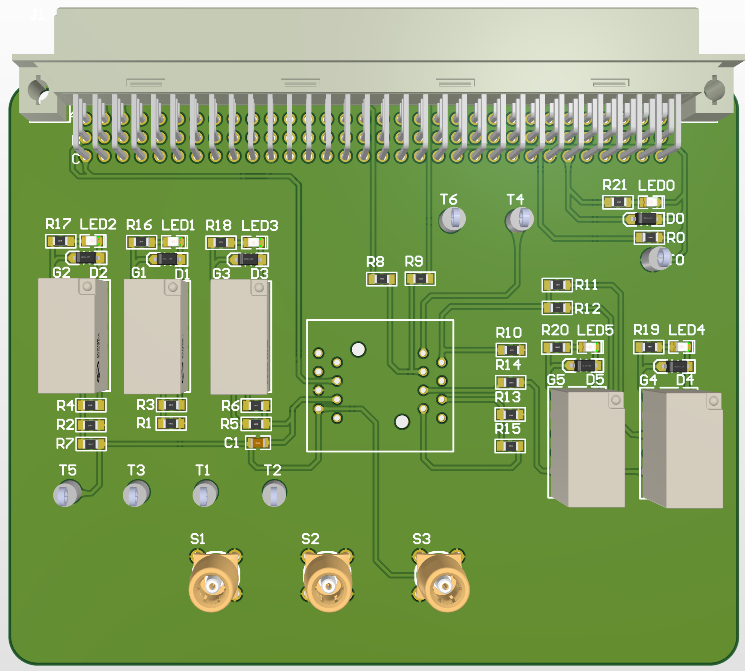 C
R21 LED0
T6 T4
D0
R17 LED2 R16 LED1 R18 LED3
R0
G2 D2 G1 D1 G3 D3
R8 R9
R11
R12
R10 R20 LED5 R19 LED4
R14
G5 D5 G4 D4
R13
R4 R3 R6
R2 R1 R5
R15
R7 C1
T5 T3 T1 T2
S1 S2 S3